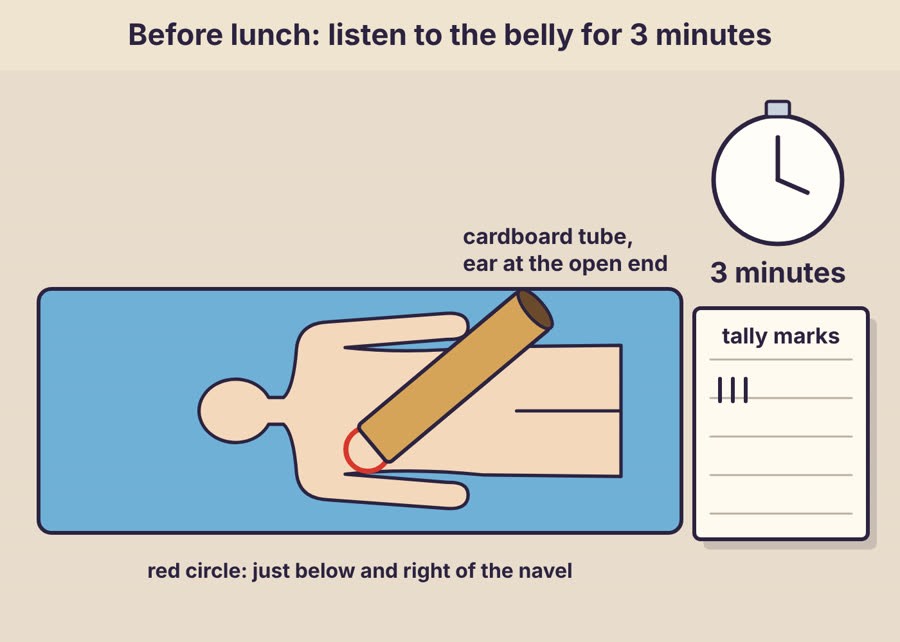 Before lunch: listen to the belly for 3 minutes
cardboard tube,
ear at the open end
3 minutes
tally marks
red circle: just below and right of the navel